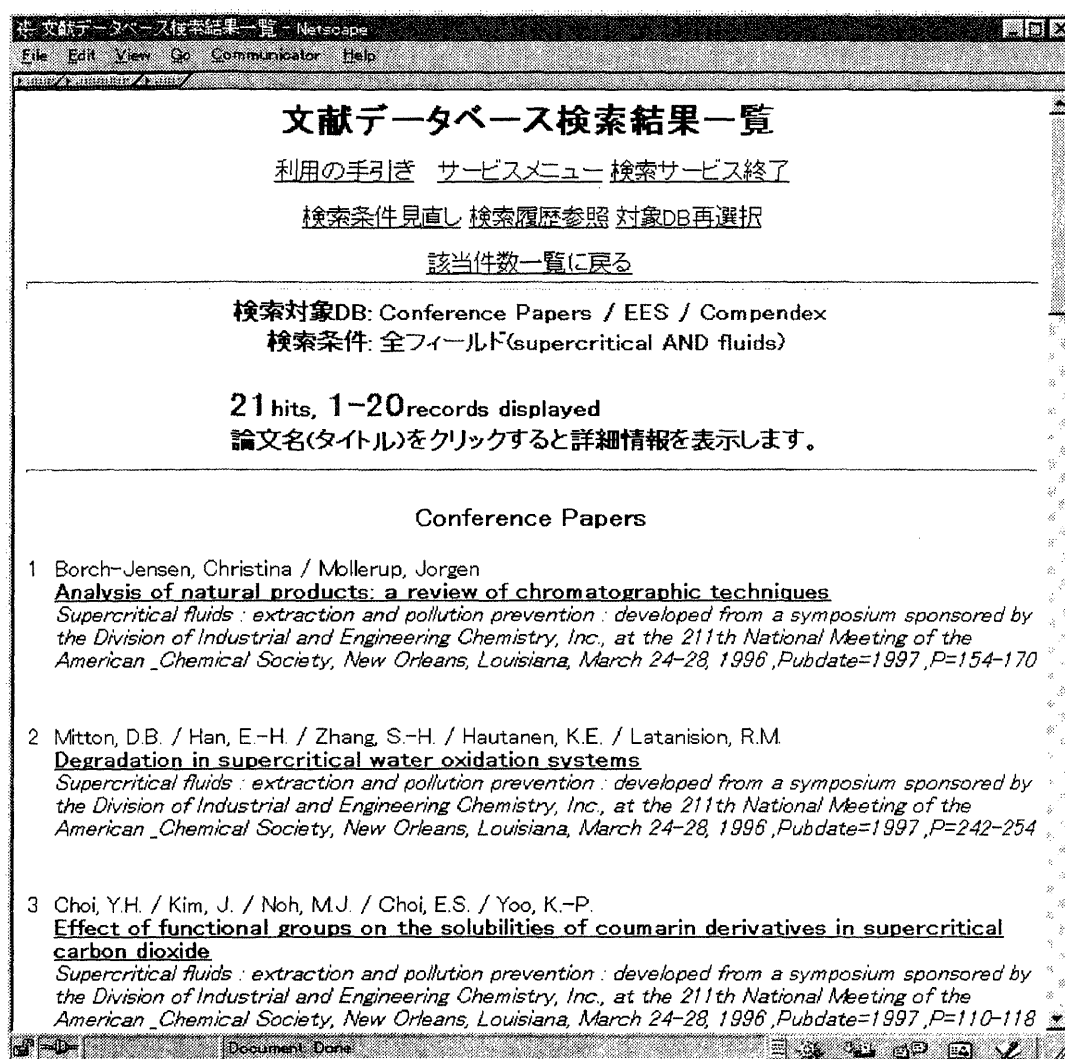 文献データベース検索結果一覧 - Netscape
File Edit View Go Communicator Help
文献データベース検索結果一覧
利用の手引き サービスメニュー 検索サービス終了
検索条件見直し 検索履歴参照 対象DB再選択
該当件数一覧に戻る
検索対象DB: Conference Papers / EES / Compendex
検索条件: 全フィールド(supercritical AND fluids)
21 hits, 1-20 records displayed
論文名(タイトル)をクリックすると詳細情報を表示します。
Conference Papers
1 Borch-Jensen, Christina / Mollerup, Jorgen
Analysis of natural products: a review of chromatographic techniques
Supercritical fluids : extraction and pollution prevention : developed from a symposium sponsored by
the Division of Industrial and Engineering Chemistry, Inc., at the 211th National Meeting of the
American _Chemical Society, New Orleans, Louisiana, March 24-28, 1996 ,Pubdate=1997 ,P=154-170
2 Mitton, D.B. / Han, E.-H. / Zhang, S.-H. / Hautanen, K.E. / Latanision, R.M.
Degradation in supercritical water oxidation systems
Supercritical fluids : extraction and pollution prevention : developed from a symposium sponsored by
the Division of Industrial and Engineering Chemistry, Inc., at the 211th National Meeting of the
American _Chemical Society, New Orleans, Louisiana, March 24-28, 1996 ,Pubdate=1997 ,P=242-254
3 Choi, Y.H. / Kim, J. / Noh, M.J. / Choi, E.S. / Yoo, K.-P.
Effect of functional groups on the solubilities of coumarin derivatives in supercritical
carbon dioxide
Supercritical fluids : extraction and pollution prevention : developed from a symposium sponsored by
the Division of Industrial and Engineering Chemistry, Inc., at the 211th National Meeting of the
American _Chemical Society, New Orleans, Louisiana, March 24-28, 1996 ,Pubdate=1997 ,P=110-118
Document: Done